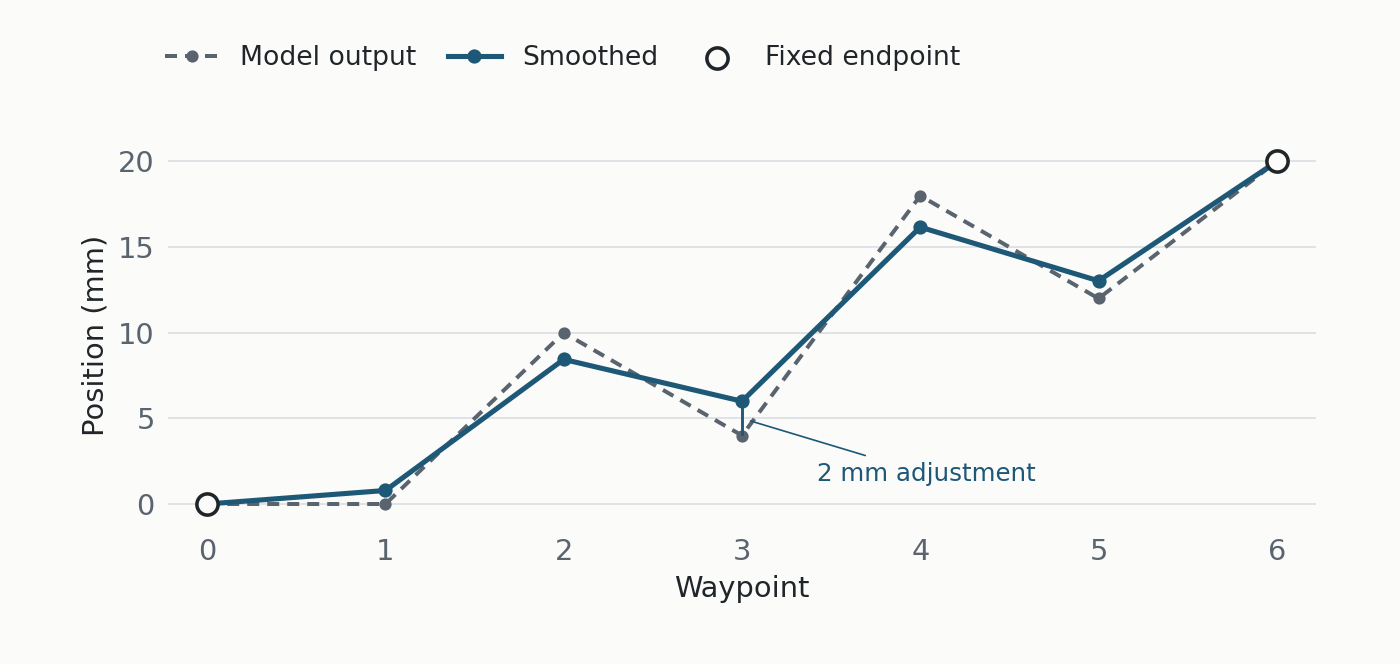 Model output
Smoothed
Fixed endpoint
20
15
10
5
0
Position (mm)
2 mm adjustment
0 1 2 3 4 5 6
Waypoint